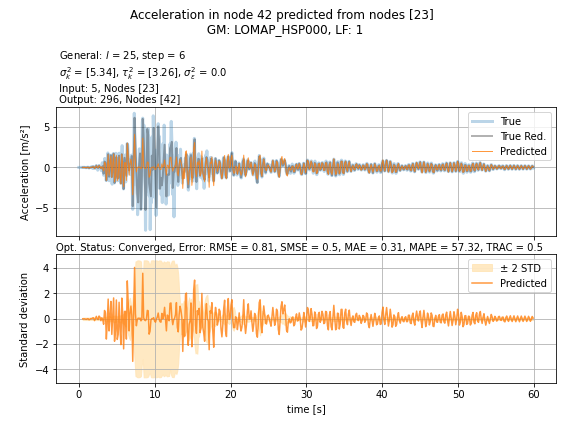 Acceleration in node 42 predicted from nodes [23]
GM: LOMAP_HSP000, LF: 1
General: l = 25, step = 6
σ²ₖ = [5.34], τ²ₖ = [3.26], σ²ε = 0.0
Input: 5, Nodes [23]
Output: 296, Nodes [42]
Acceleration [m/s²]
5
0
−5
True
True Red.
Predicted
Opt. Status: Converged, Error: RMSE = 0.81, SMSE = 0.5, MAE = 0.31, MAPE = 57.32, TRAC = 0.5
Standard deviation
4
2
0
−2
−4
± 2 STD
Predicted
0 10 20 30 40 50 60
time [s]